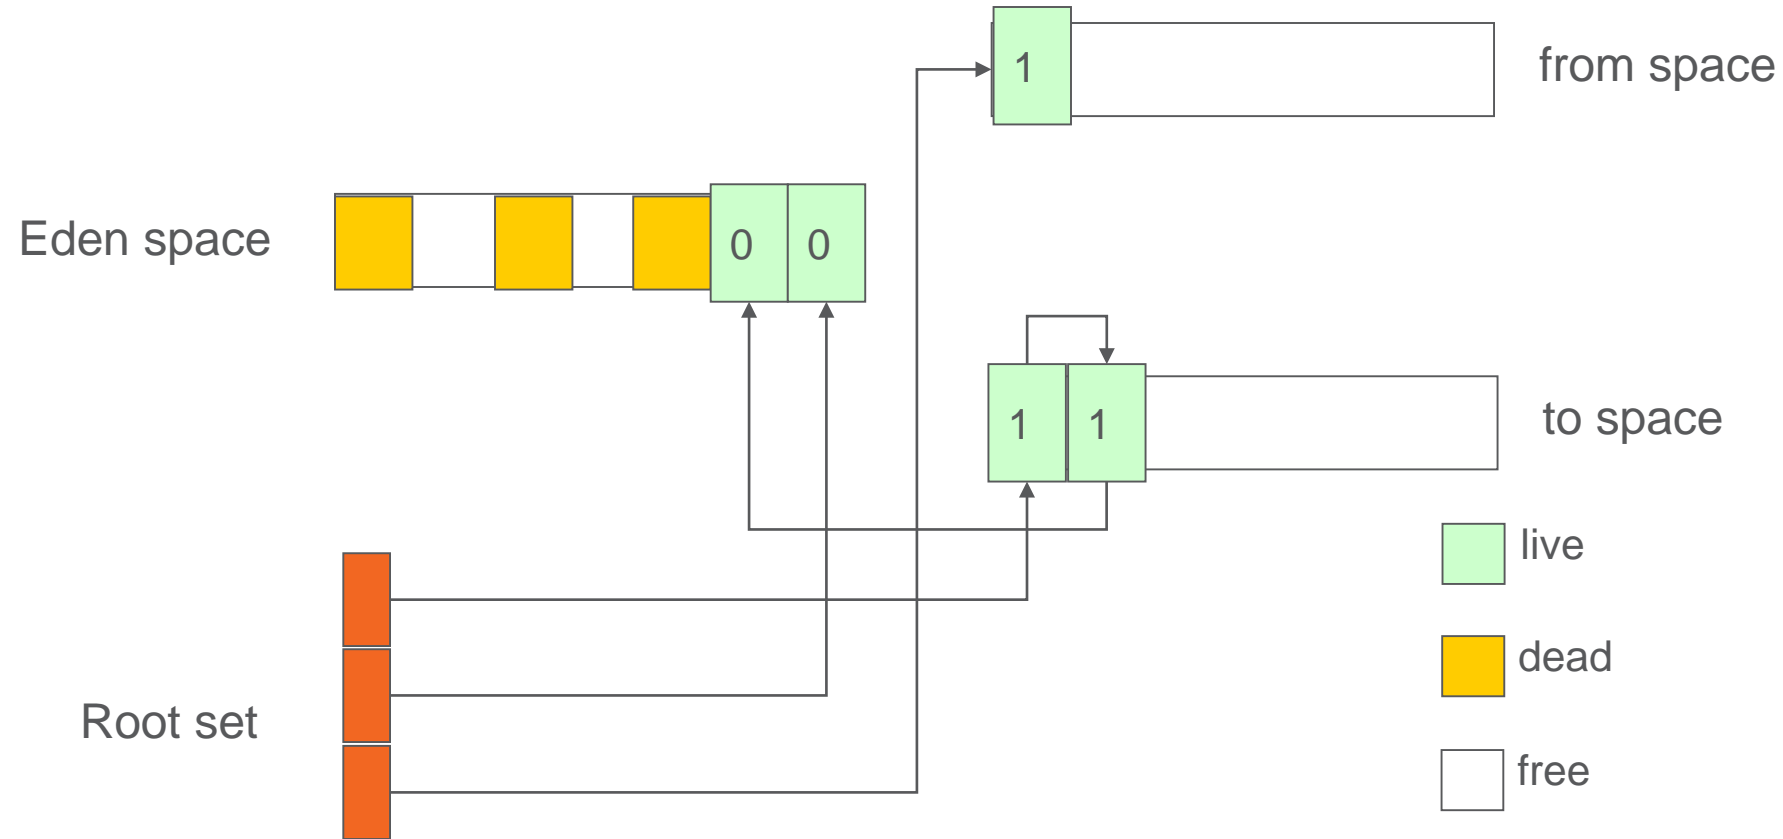 from space
1
Eden space
0 0
to space
1 1
live
dead
Root set
free